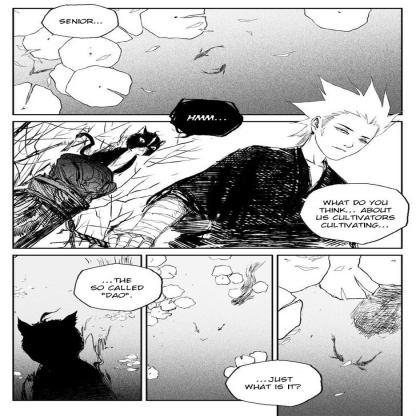 SENIOR...
HMM...
WHAT DO YOU
THINK... ABOUT
US CULTIVATORS
CULTIVATING...
...THE
SO CALLED
"DAO".
...JUST
WHAT IS IT?